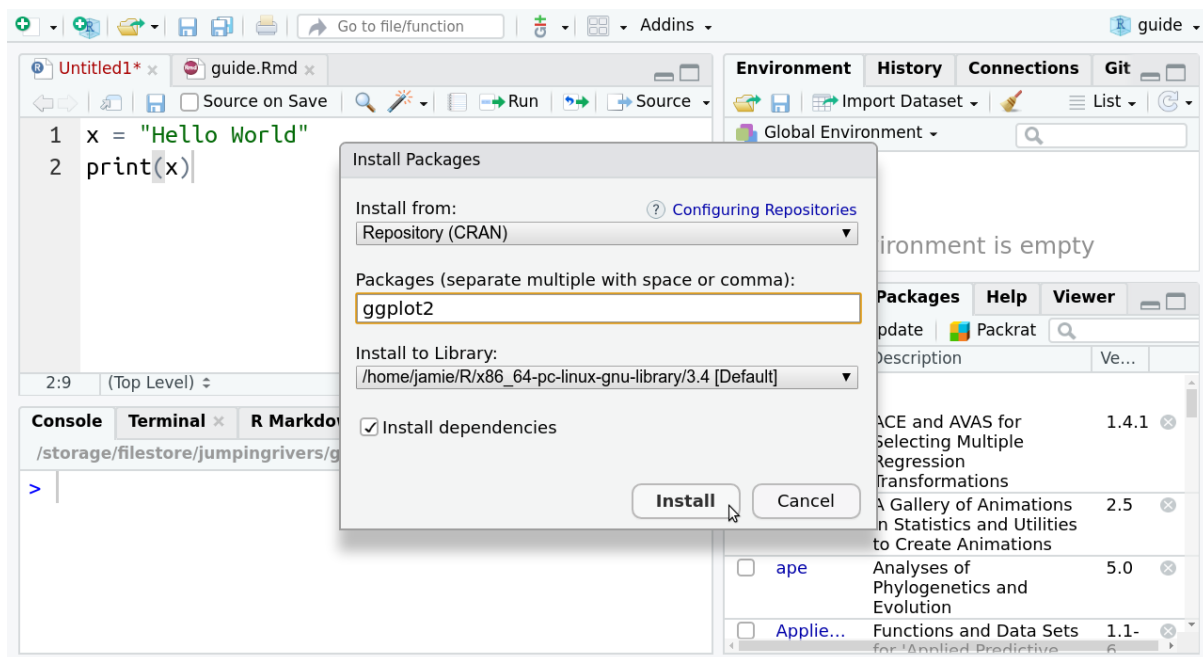 Go to file/function Addins guide
Untitled1* guide.Rmd
Source on Save Run Source
1 x = "Hello World"
2 print(x)
2:9 (Top Level)
Console Terminal R Markdo
/storage/filestore/jumpingrivers/g
>
Install Packages
Install from: Configuring Repositories
Repository (CRAN)
Packages (separate multiple with space or comma):
ggplot2
Install to Library:
/home/jamie/R/x86_64-pc-linux-gnu-library/3.4 [Default]
Install dependencies
Install Cancel
Environment History Connections Git
Import Dataset List
Global Environment
ironment is empty
Packages Help Viewer
pdate Packrat
Description Ve...
ACE and AVAS for 1.4.1
Selecting Multiple
Regression
Transformations
A Gallery of Animations 2.5
in Statistics and Utilities
to Create Animations
ape Analyses of 5.0
Phylogenetics and
Evolution
Applie... Functions and Data Sets 1.1-
for 'Applied Predictive 6